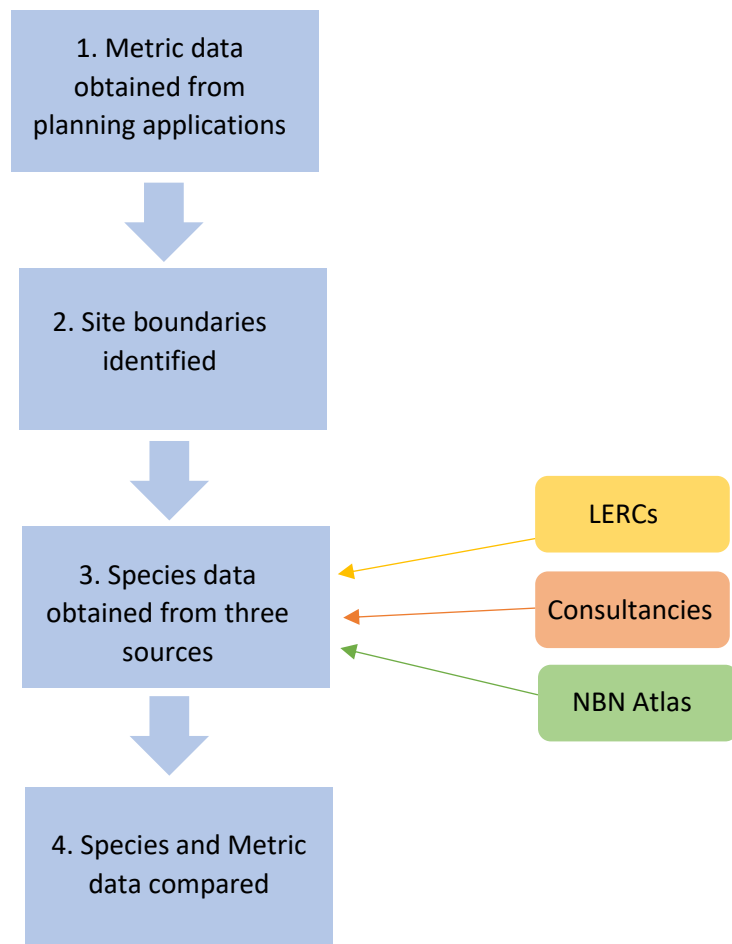 1. Metric data
obtained from
planning applications
2. Site boundaries
identified
3. Species data
obtained from three
sources
LERCs
Consultancies
NBN Atlas
4. Species and Metric
data compared